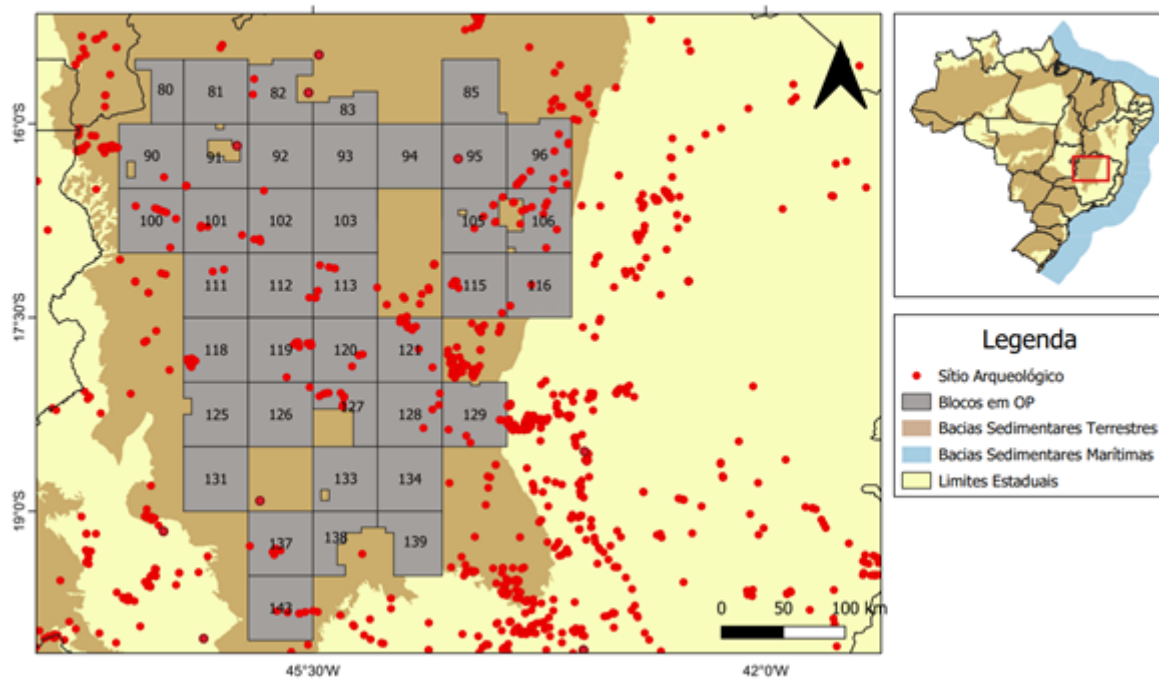 80 81 82 83 85
16°0'S
90 91 92 93 94 95 96
100 101 102 103 105 106
111 112 113 115 116
17°30'S
118 119 120 121
125 126 127 128 129
131 133 134
19°0'S
137 138 139
143
0 50 100 km
45°30'W 42°0'W
Legenda
Sítio Arqueológico
Blocos em OP
Bacias Sedimentares Terrestres
Bacias Sedimentares Marítimas
Limites Estaduais